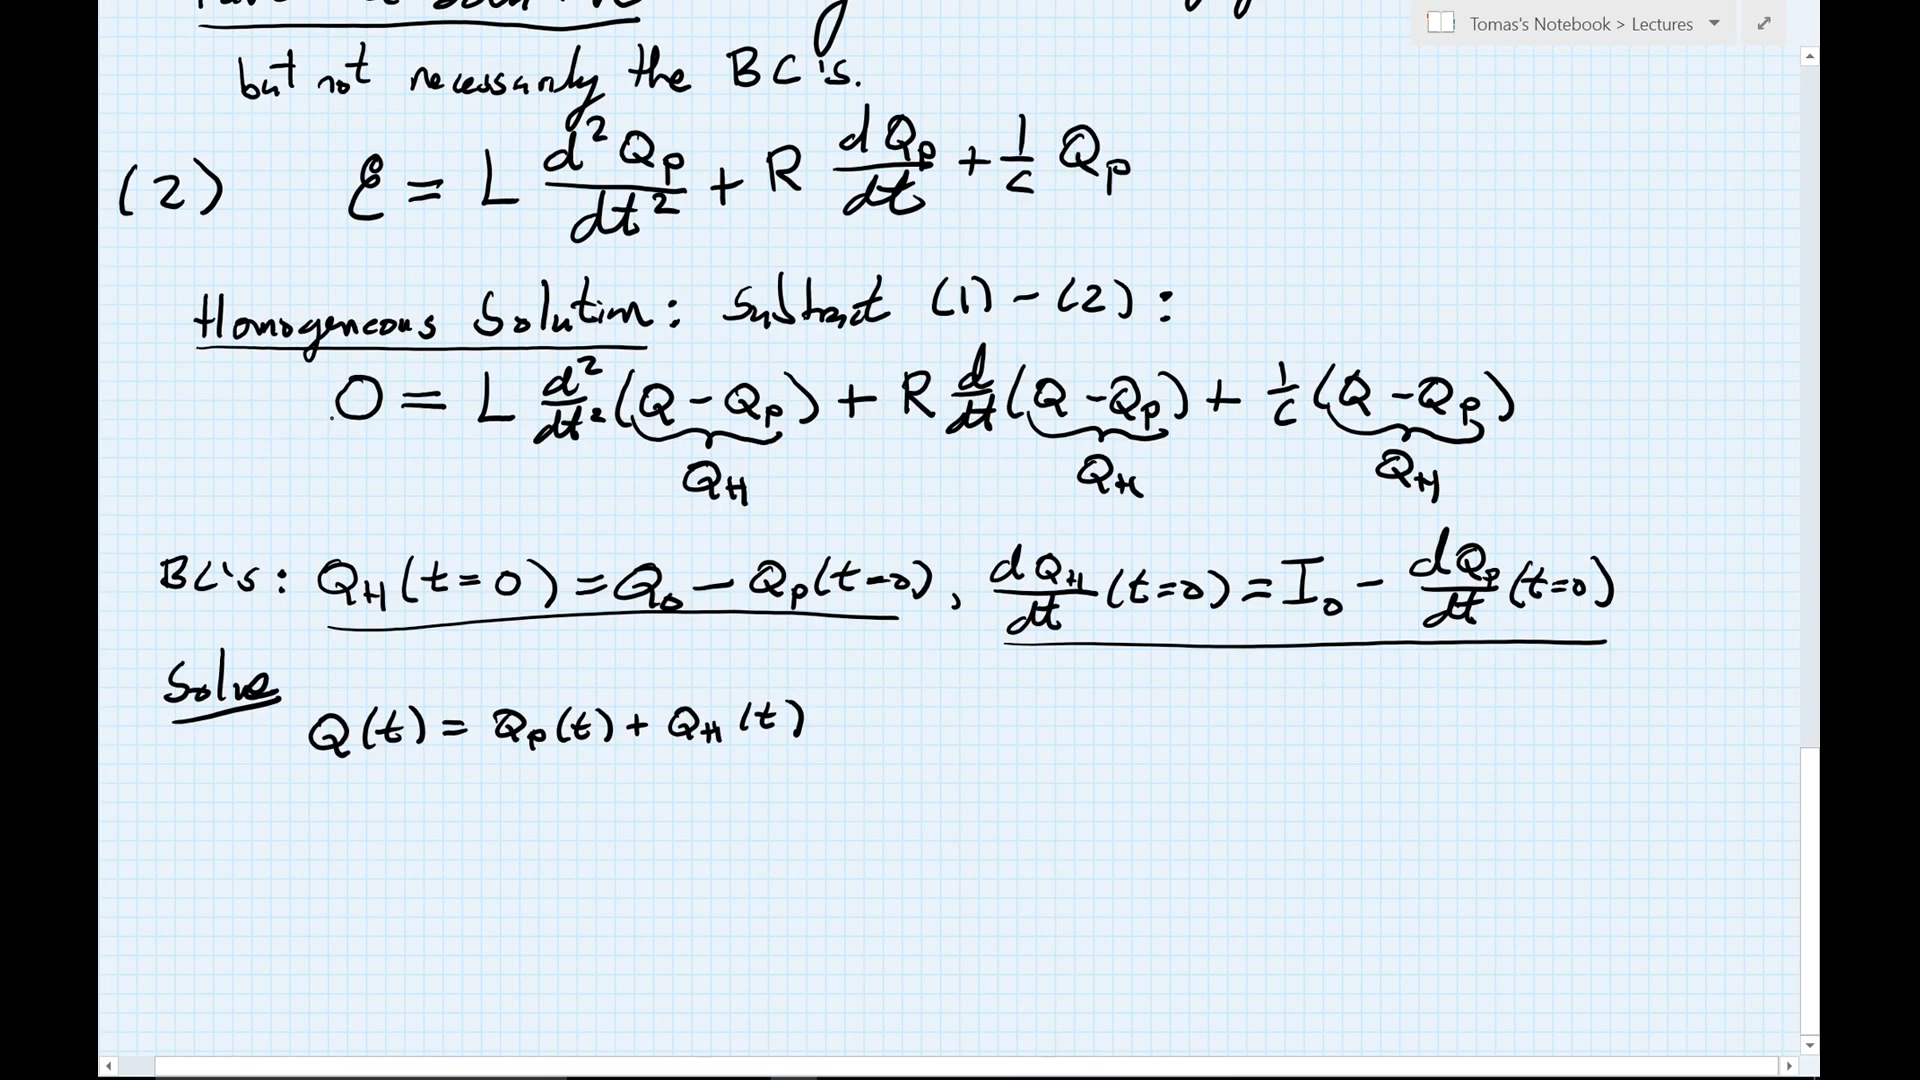 Tomas's Notebook > Lectures
but not necessarily the BC's.
(2) ℰ = L d²Q_P/dt² + R dQ_P/dt + 1/C Q_P
Homogeneous Solution: Subtract (1) - (2) :
0 = L d²/dt² (Q - Q_P) + R d/dt (Q - Q_P) + 1/C (Q - Q_P)
Q_H Q_H Q_H
BC's : Q_H (t = 0) = Q_0 - Q_P (t=0) , dQ_H/dt (t=0) = I_0 - dQ_P/dt (t=0)
Solve
Q(t) = Q_P(t) + Q_H(t)